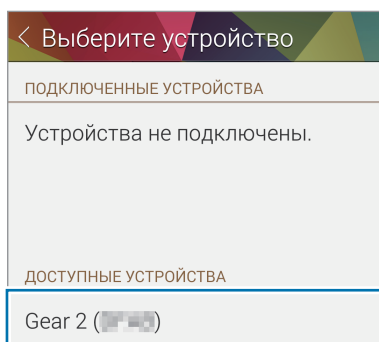 Выберите устройство
ПОДКЛЮЧЕННЫЕ УСТРОЙСТВА
Устройства не подключены.
ДОСТУПНЫЕ УСТРОЙСТВА
Gear 2 ( )